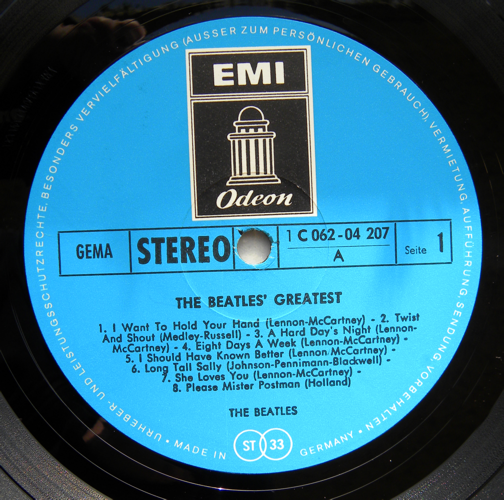 URHEBER- UND LEISTUNGSSCHUTZRECHTE, BESONDERS VERVIELFÄLTIGUNG (AUSSER ZUM PERSÖNLICHEN GEBRAUCH), VERMIETUNG, AUFFÜHRUNG, SENDUNG VORBEHALTEN
EMI
Odeon
GEMA
STEREO
1 C 062-04 207
A
Seite 1
THE BEATLES' GREATEST
1. I Want To Hold Your Hand (Lennon-McCartney) - 2. Twist
And Shout (Medley-Russell) - 3. A Hard Day's Night (Lennon-
McCartney) - 4. Eight Days A Week (Lennon-McCartney) -
5. I Should Have Known Better (Lennon-McCartney) -
6. Long Tall Sally (Johnson-Pennimann-Blackwell) -
7. She Loves You (Lennon-McCartney) -
8. Please Mister Postman (Holland)
THE BEATLES
• MADE IN GERMANY •
ST 33